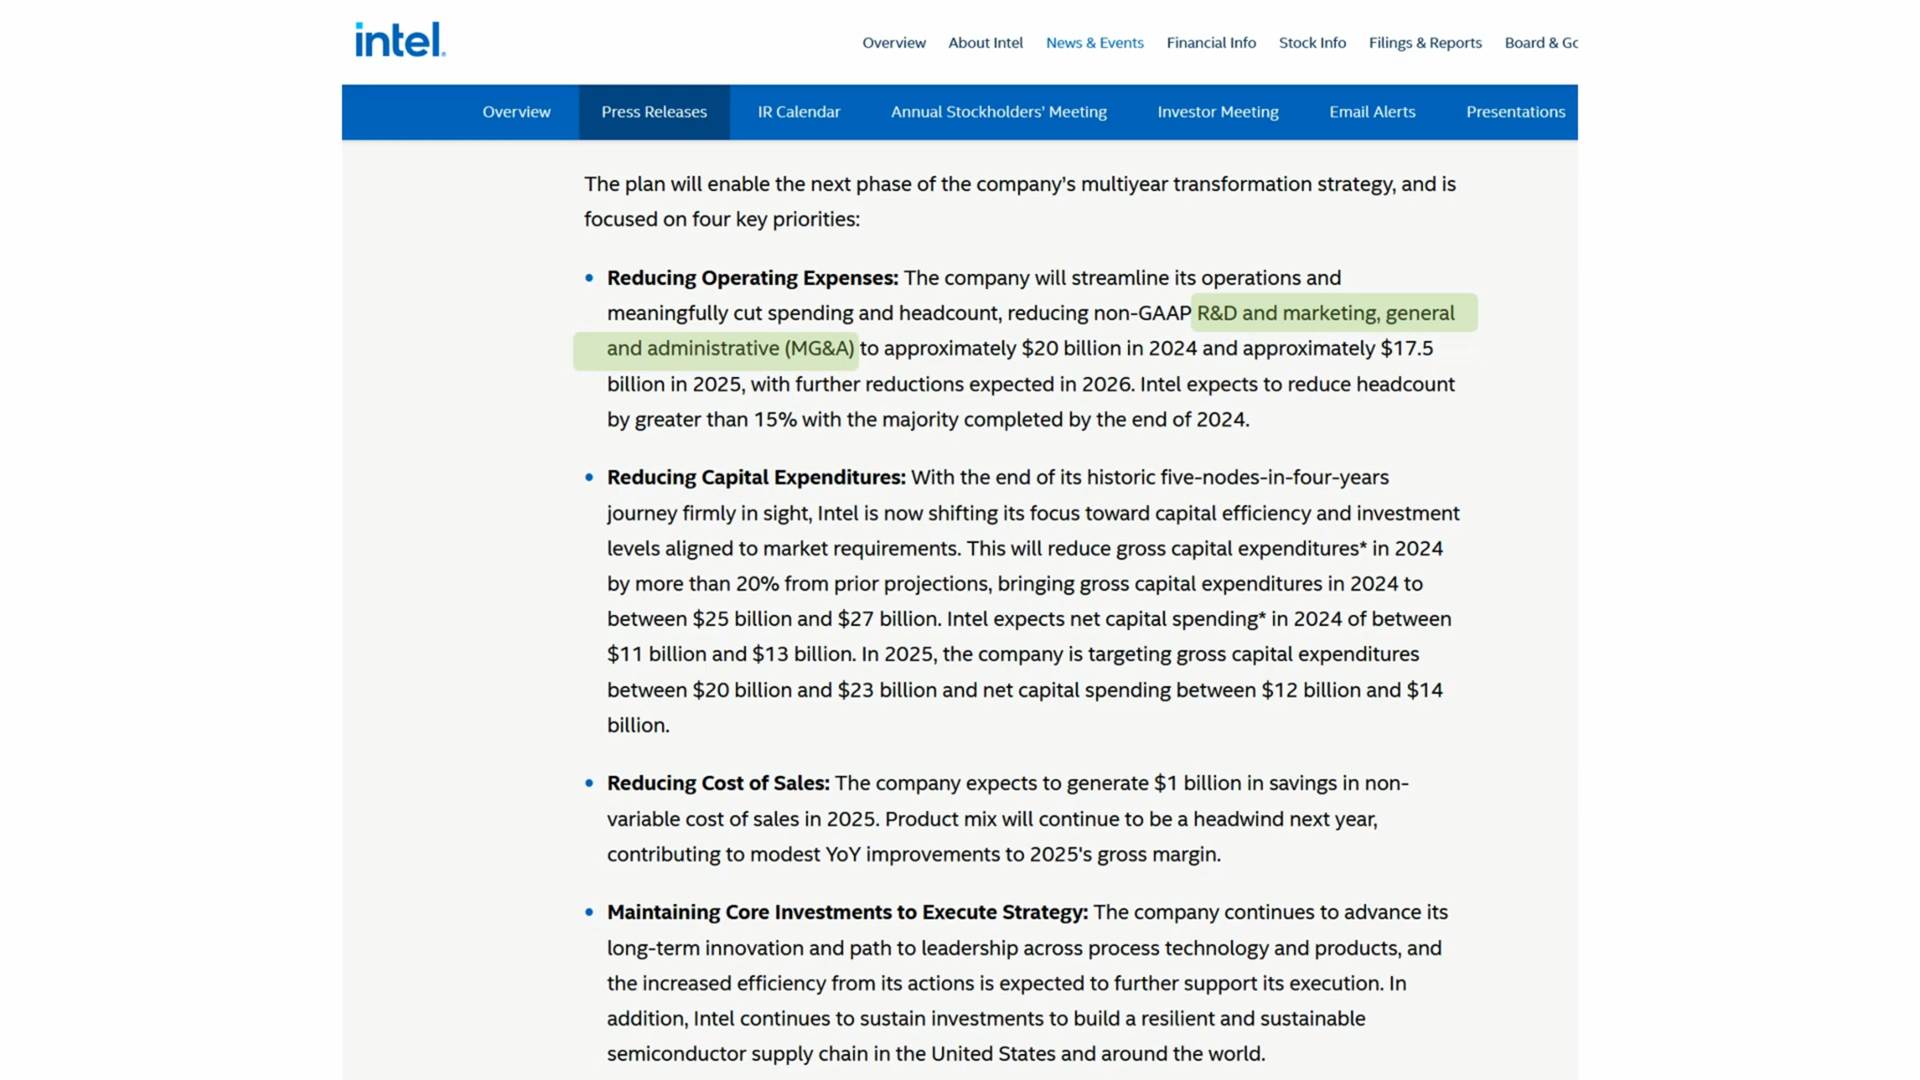 intel.
Overview About Intel News & Events Financial Info Stock Info Filings & Reports Board & Gc
Overview Press Releases IR Calendar Annual Stockholders' Meeting Investor Meeting Email Alerts Presentations
The plan will enable the next phase of the company's multiyear transformation strategy, and is
focused on four key priorities:
• Reducing Operating Expenses: The company will streamline its operations and
meaningfully cut spending and headcount, reducing non-GAAP R&D and marketing, general
and administrative (MG&A) to approximately $20 billion in 2024 and approximately $17.5
billion in 2025, with further reductions expected in 2026. Intel expects to reduce headcount
by greater than 15% with the majority completed by the end of 2024.
• Reducing Capital Expenditures: With the end of its historic five-nodes-in-four-years
journey firmly in sight, Intel is now shifting its focus toward capital efficiency and investment
levels aligned to market requirements. This will reduce gross capital expenditures* in 2024
by more than 20% from prior projections, bringing gross capital expenditures in 2024 to
between $25 billion and $27 billion. Intel expects net capital spending* in 2024 of between
$11 billion and $13 billion. In 2025, the company is targeting gross capital expenditures
between $20 billion and $23 billion and net capital spending between $12 billion and $14
billion.
• Reducing Cost of Sales: The company expects to generate $1 billion in savings in non-
variable cost of sales in 2025. Product mix will continue to be a headwind next year,
contributing to modest YoY improvements to 2025's gross margin.
• Maintaining Core Investments to Execute Strategy: The company continues to advance its
long-term innovation and path to leadership across process technology and products, and
the increased efficiency from its actions is expected to further support its execution. In
addition, Intel continues to sustain investments to build a resilient and sustainable
semiconductor supply chain in the United States and around the world.